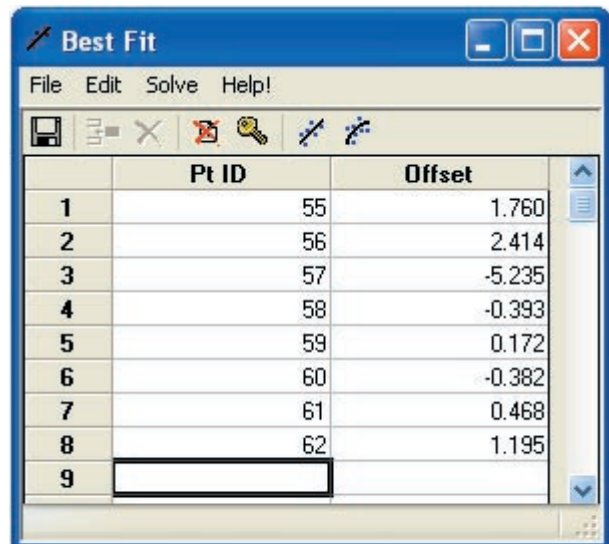 Best Fit
File Edit Solve Help!
Pt ID Offset
1 55 1.760
2 56 2.414
3 57 -5.235
4 58 -0.393
5 59 0.172
6 60 -0.382
7 61 0.468
8 62 1.195
9